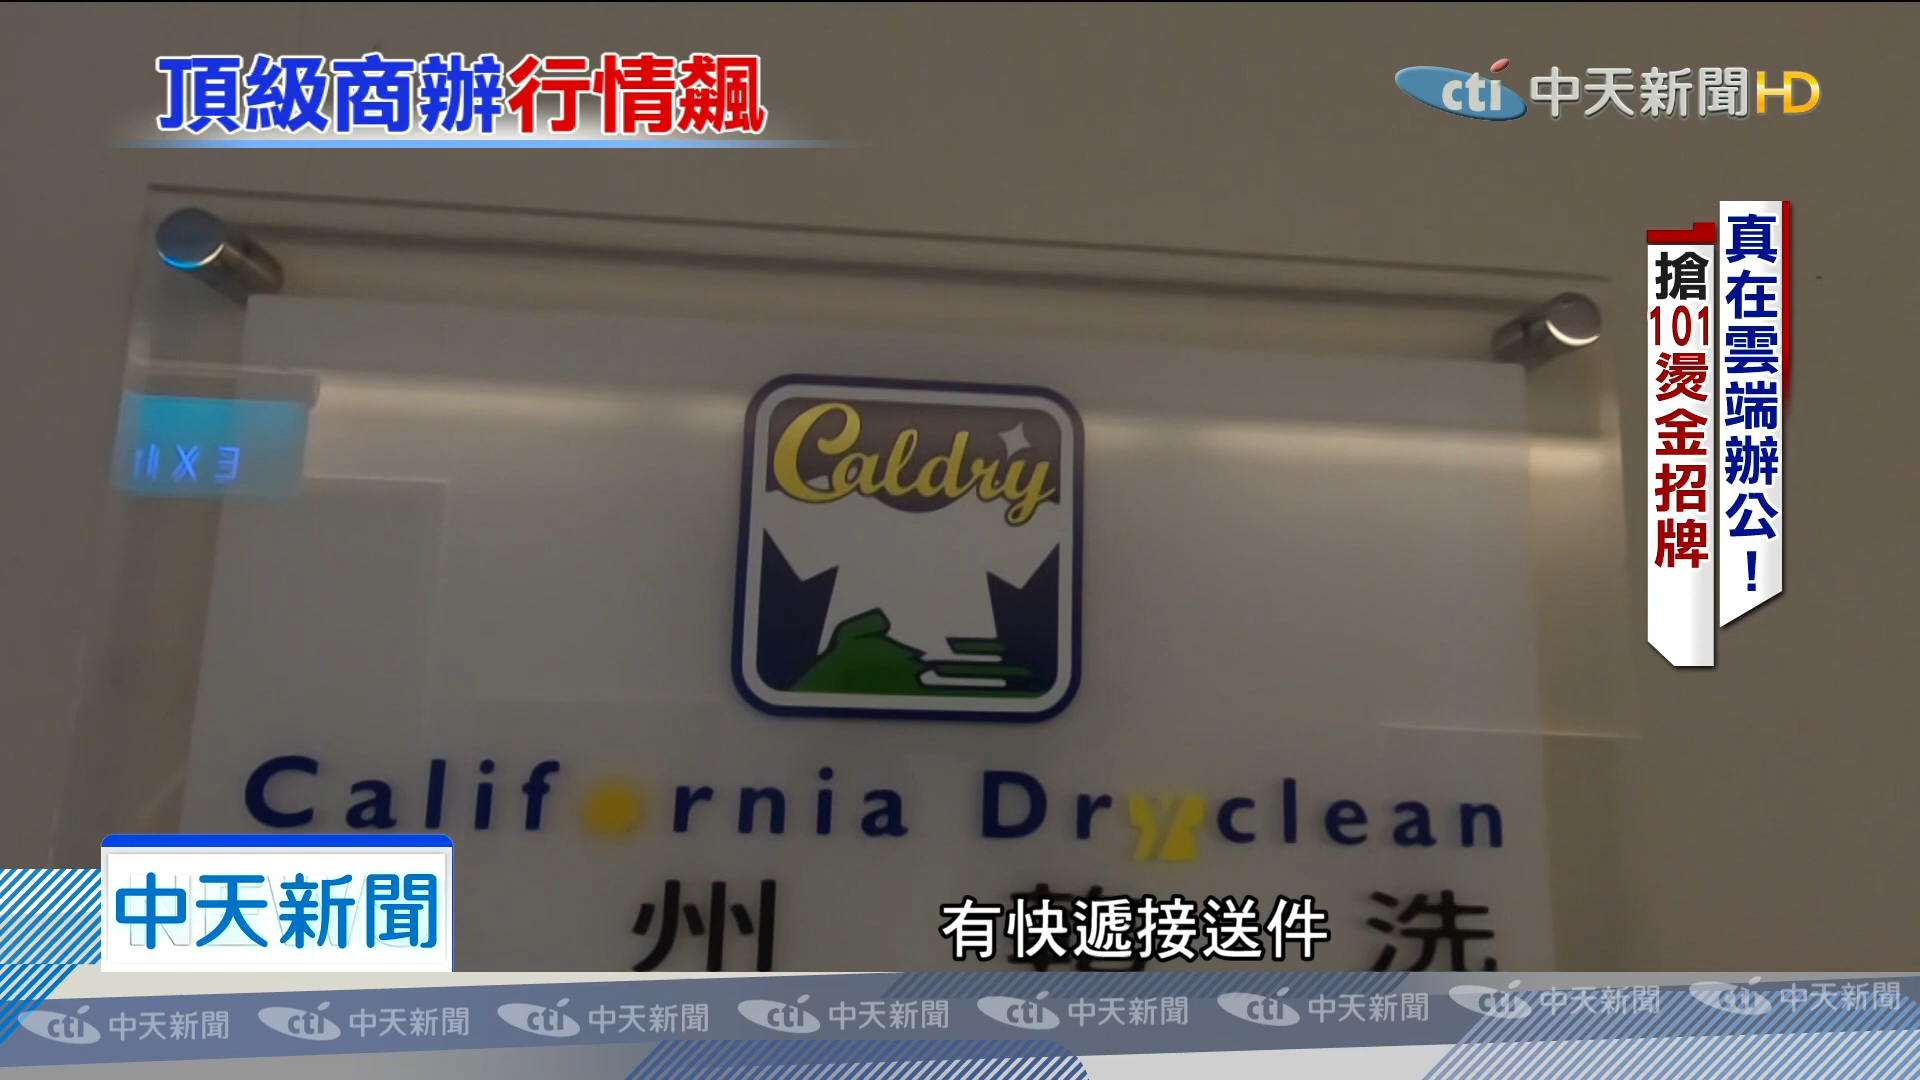 頂級商辦行情飆
cti 中天新聞HD
真在雲端辦公！
搶101燙金招牌
Caldry
California Dryclean
州 乾 洗
有快遞接送件
中天新聞
cti 中天新聞 cti 中天新聞 cti 中天新聞 cti 中天新聞 cti 中天新聞 cti 中天新聞 cti 中天新聞 cti 中天新聞